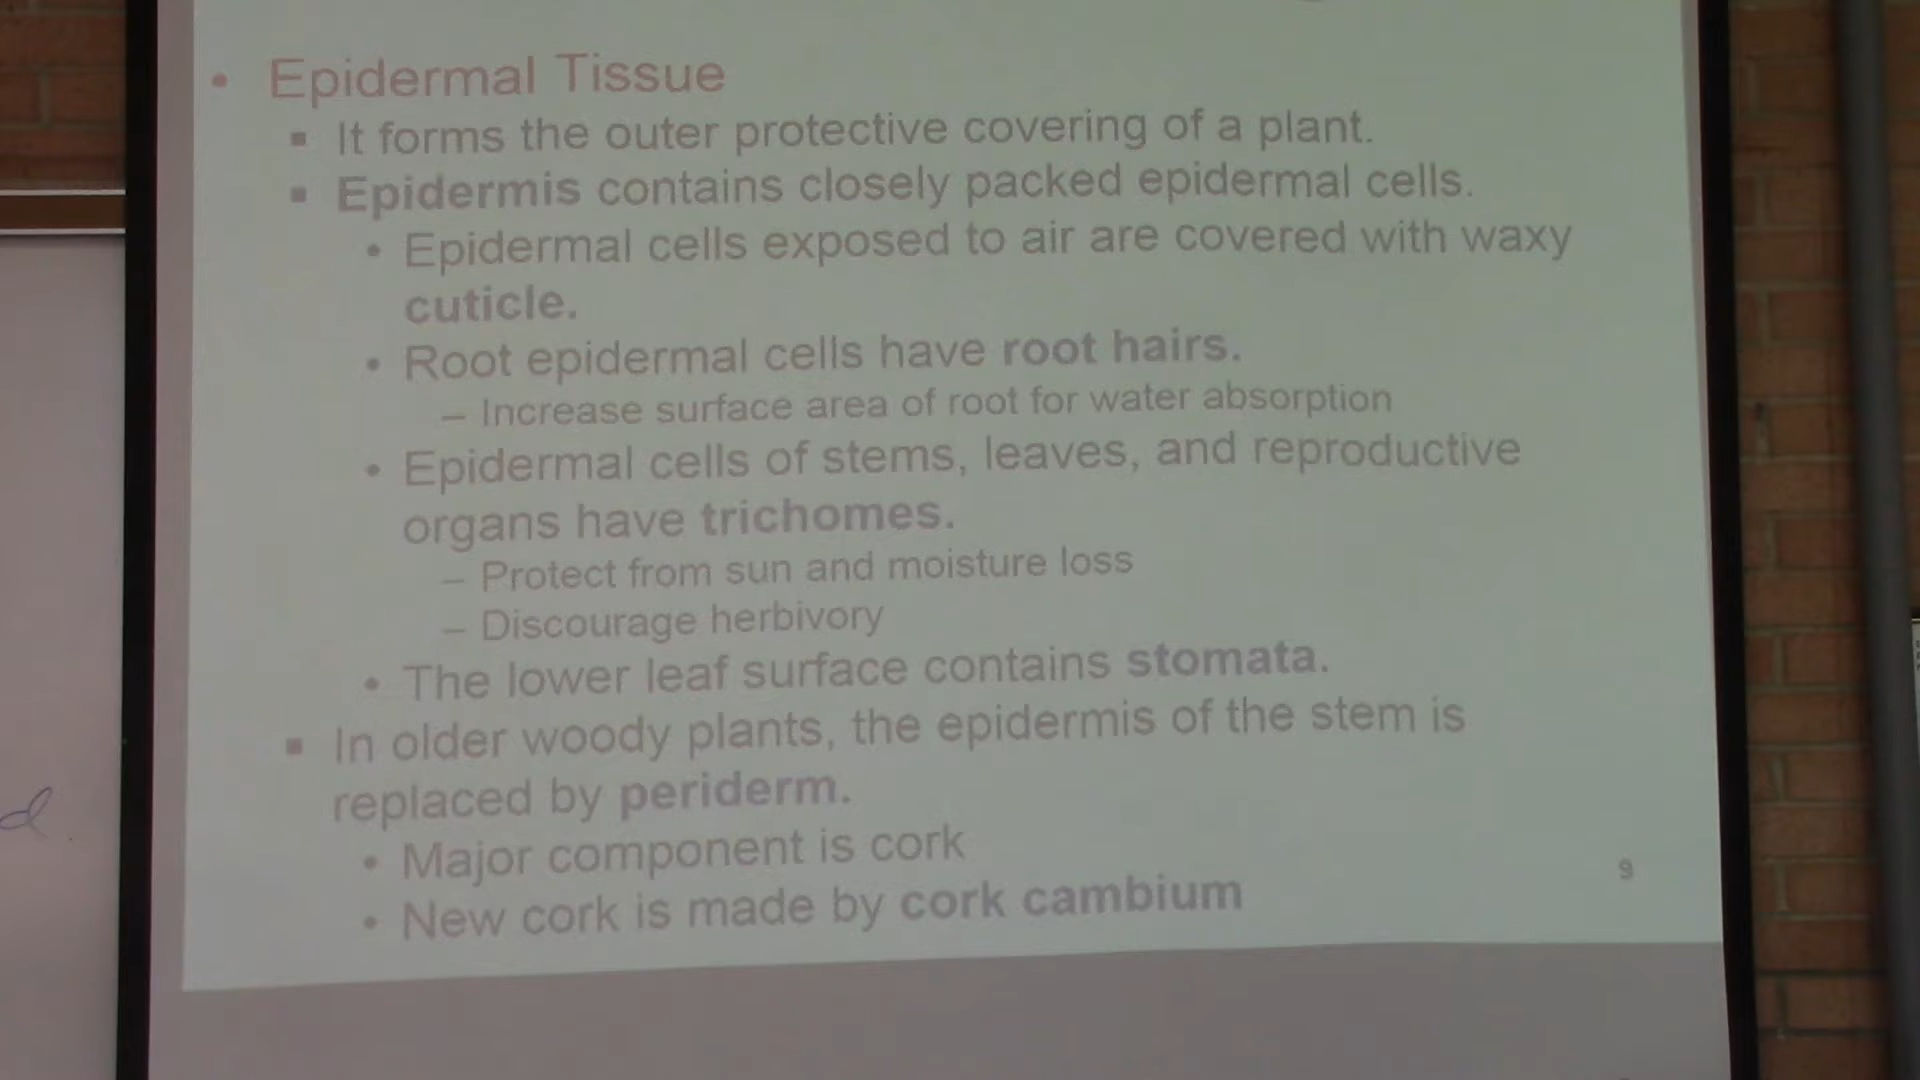 • Epidermal Tissue
▪ It forms the outer protective covering of a plant.
▪ Epidermis contains closely packed epidermal cells.
• Epidermal cells exposed to air are covered with waxy
cuticle.
• Root epidermal cells have root hairs.
– Increase surface area of root for water absorption
• Epidermal cells of stems, leaves, and reproductive
organs have trichomes.
– Protect from sun and moisture loss
– Discourage herbivory
• The lower leaf surface contains stomata.
▪ In older woody plants, the epidermis of the stem is
replaced by periderm.
• Major component is cork
• New cork is made by cork cambium
9